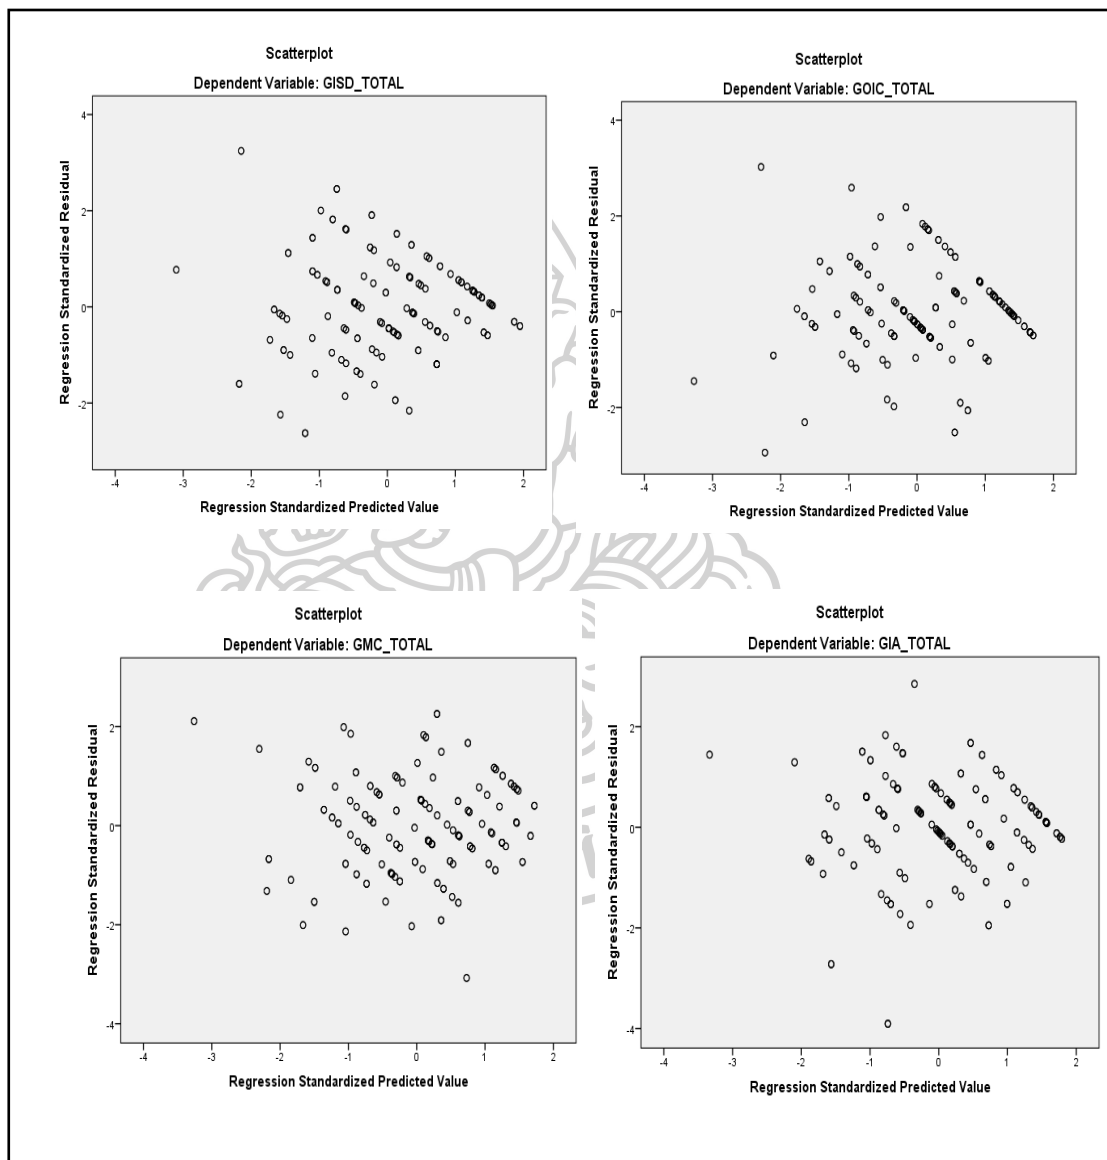 Scatterplot
Dependent Variable: GISD_TOTAL
Regression Standardized Residual
4
2
0
-2
-4
-3
-2
-1
0
1
2
Regression Standardized Predicted Value
Scatterplot
Dependent Variable: GOIC_TOTAL
Regression Standardized Residual
4
2
0
-2
-4
-3
-2
-1
0
1
2
Regression Standardized Predicted Value
Scatterplot
Dependent Variable: GMC_TOTAL
Regression Standardized Residual
2
0
-2
-4
-4
-3
-2
-1
0
1
2
Regression Standardized Predicted Value
Scatterplot
Dependent Variable: GIA_TOTAL
Regression Standardized Residual
2
0
-2
-4
-4
-3
-2
-1
0
1
2
Regression Standardized Predicted Value